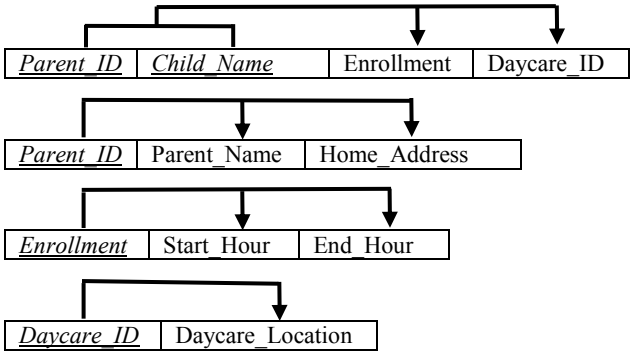 Parent_ID Child_Name Enrollment Daycare_ID
Parent_ID Parent_Name Home_Address
Enrollment Start_Hour End_Hour
Daycare_ID Daycare_Location